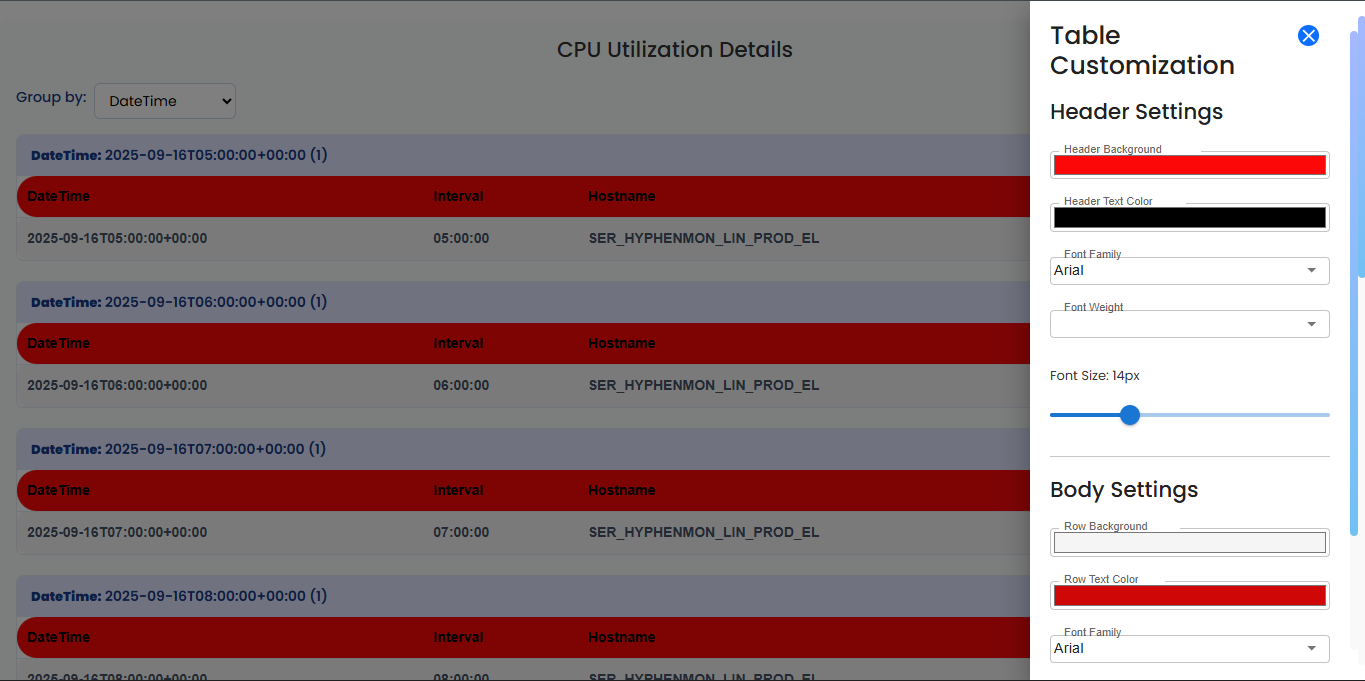 CPU Utilization Details
Group by: DateTime
DateTime: 2025-09-16T05:00:00+00:00 (1)
DateTime Interval Hostname
2025-09-16T05:00:00+00:00 05:00:00 SER_HYPHENMON_LIN_PROD_EL
DateTime: 2025-09-16T06:00:00+00:00 (1)
DateTime Interval Hostname
2025-09-16T06:00:00+00:00 06:00:00 SER_HYPHENMON_LIN_PROD_EL
DateTime: 2025-09-16T07:00:00+00:00 (1)
DateTime Interval Hostname
2025-09-16T07:00:00+00:00 07:00:00 SER_HYPHENMON_LIN_PROD_EL
DateTime: 2025-09-16T08:00:00+00:00 (1)
DateTime Interval Hostname
2025-09-16T08:00:00+00:00 08:00:00 SER_HYPHENMON_LIN_PROD_EL
Table
Customization
Header Settings
Header Background
Header Text Color
Font Family
Arial
Font Weight
Font Size: 14px
Body Settings
Row Background
Row Text Color
Font Family
Arial